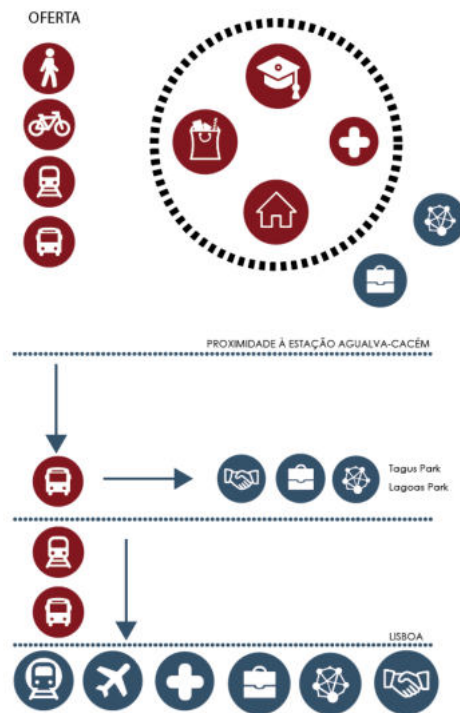 OFERTA
PROXIMIDADE À ESTAÇÃO AGUALVA-CACÉM
Tagus Park
Lagoas Park
LISBOA